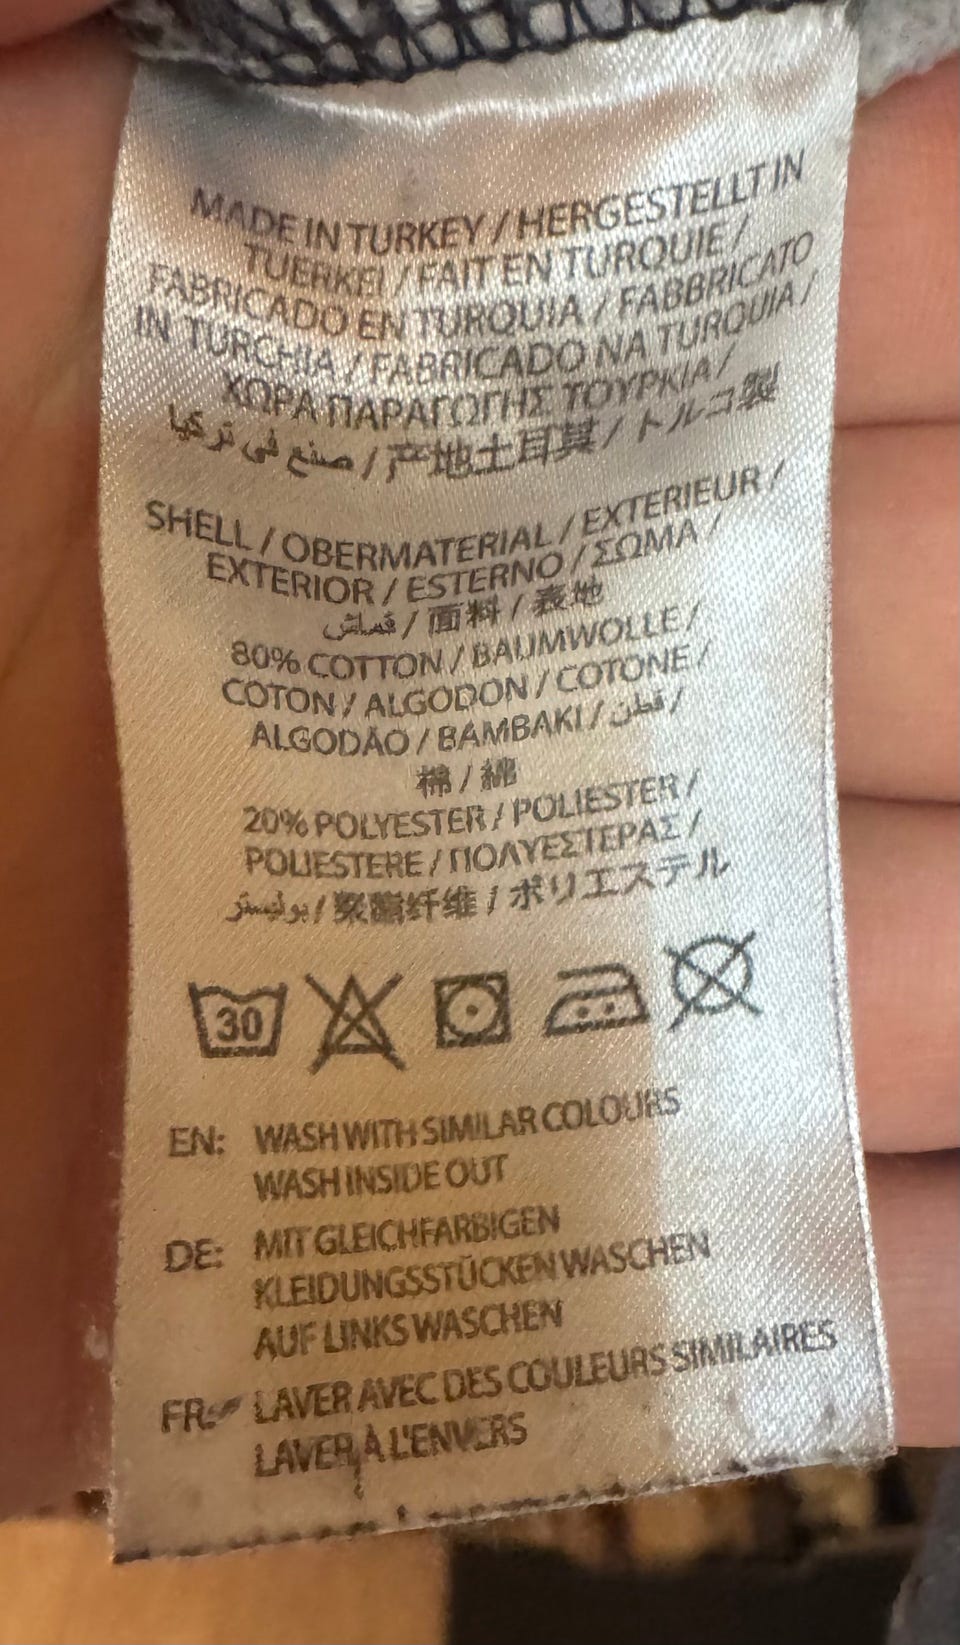 MADE IN TURKEY / HERGESTELLT IN
TUERKEI / FAIT EN TURQUIE /
FABRICADO EN TURQUIA / FABBRICATO
IN TURCHIA / FABRICADO NA TURQUIA /
ΧΩΡΑ ΠΑΡΑΓΩΓΗΣ ΤΟΥΡΚΙΑ /
صنع في تركيا / 产地土耳其 / トルコ製
SHELL / OBERMATERIAL / EXTERIEUR /
EXTERIOR / ESTERNO / ΣΩΜΑ /
قماش / 面料 / 表地
80% COTTON / BAUMWOLLE /
COTON / ALGODON / COTONE /
ALGODAO / BAMBAKI / قطن /
棉 / 綿
20% POLYESTER / POLIESTER /
POLIESTERE / ΠΟΛΥΕΣΤΕΡΑΣ /
بوليستر / 聚酯纤维 / ポリエステル
30
EN: WASH WITH SIMILAR COLOURS
WASH INSIDE OUT
DE: MIT GLEICHFARBIGEN
KLEIDUNGSSTÜCKEN WASCHEN
AUF LINKS WASCHEN
FR: LAVER AVEC DES COULEURS SIMILAIRES
LAVER À L'ENVERS